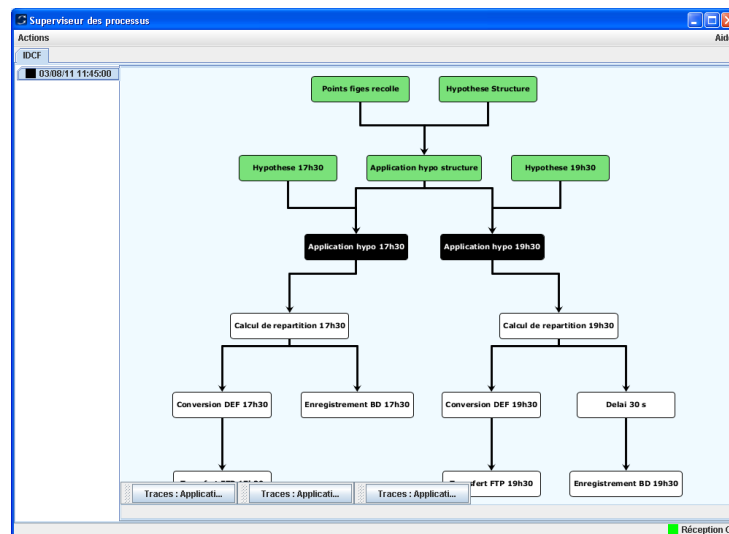 Superviseur des processus
Actions
IDCF
03/08/11 11:45:00
Points figes recolle
Hypothese Structure
Hypothese 17h30
Application hypo structure
Hypothese 19h30
Application hypo 17h30
Application hypo 19h30
Calcul de repartition 17h30
Calcul de repartition 19h30
Conversion DEF 17h30
Enregistrement BD 17h30
Conversion DEF 19h30
Delai 30 s
FTP 19h30
Enregistrement BD 19h30
Traces : Applicati...
Traces : Applicati...
Traces : Applicati...
Réception